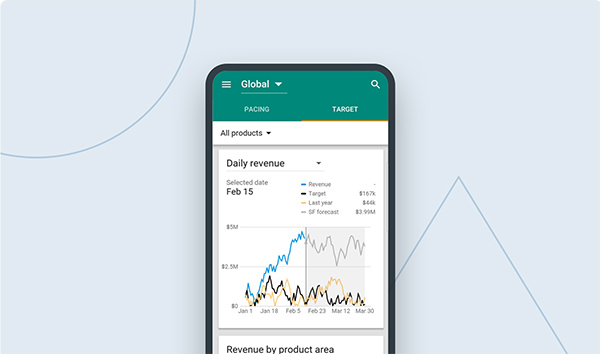 Global
PACING TARGET
All products
Daily revenue
Selected date
Feb 15
Revenue -
Target $167k
Last year $44k
SF forecast $3.99M
$5M
$2.5M
$0
Jan 1 Jan 18 Feb 5 Feb 23 Mar 12 Mar 30
Revenue by product area